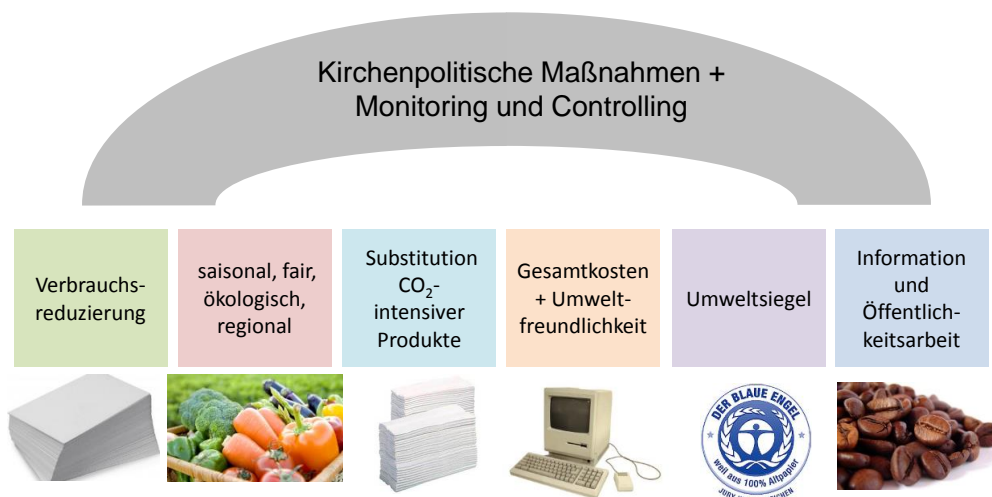 Kirchenpolitische Maßnahmen +
Monitoring und Controlling
Verbrauchs-
reduzierung
saisonal, fair,
ökologisch,
regional
Substitution
CO₂-
intensiver
Produkte
Gesamtkosten
+ Umwelt-
freundlichkeit
Umweltsiegel
Information
und
Öffentlich-
keitsarbeit
DER BLAUE ENGEL
weil aus 100% Altpapier
JURY